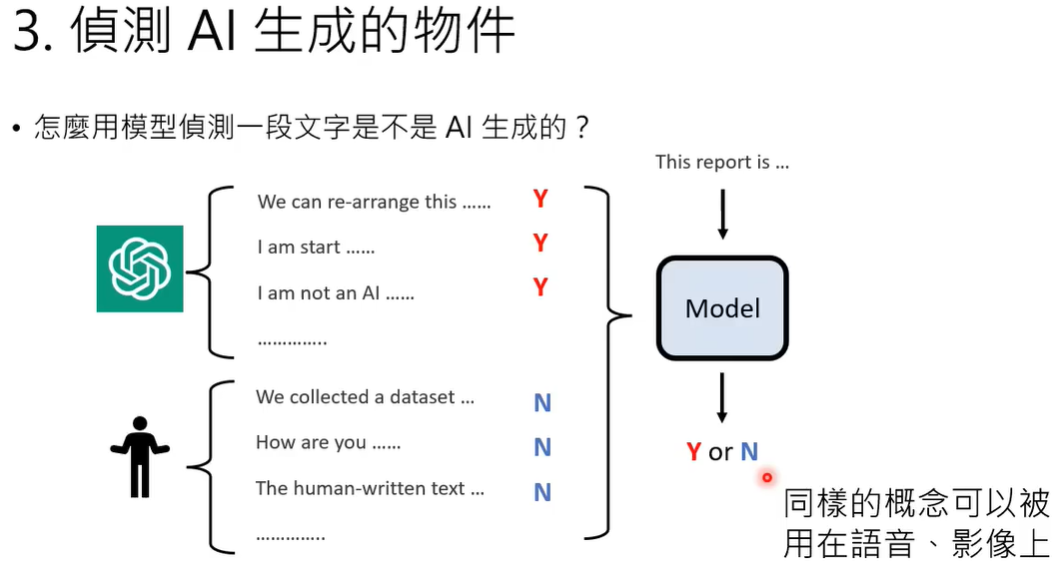 3. 偵測 AI 生成的物件
• 怎麼用模型偵測一段文字是不是 AI 生成的？
We can re-arrange this …… Y
I am start …… Y
I am not an AI …… Y
…………..
We collected a dataset … N
How are you …… N
The human-written text … N
…………..
This report is …
Model
Y or N
同樣的概念可以被
用在語音、影像上